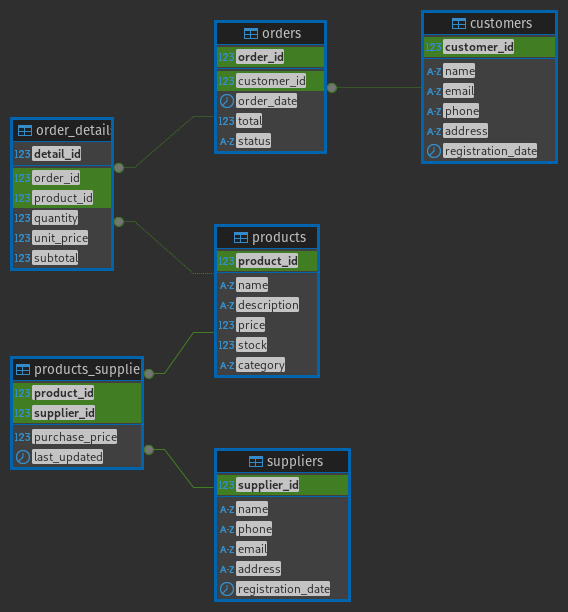 orders
123 order_id
123 customer_id
order_date
123 total
A-Z status
customers
123 customer_id
A-Z name
A-Z email
A-Z phone
A-Z address
registration_date
order_detail
123 detail_id
123 order_id
123 product_id
123 quantity
123 unit_price
123 subtotal
products
123 product_id
A-Z name
A-Z description
123 price
123 stock
A-Z category
products_supplie
123 product_id
123 supplier_id
123 purchase_price
last_updated
suppliers
123 supplier_id
A-Z name
A-Z phone
A-Z email
A-Z address
registration_date